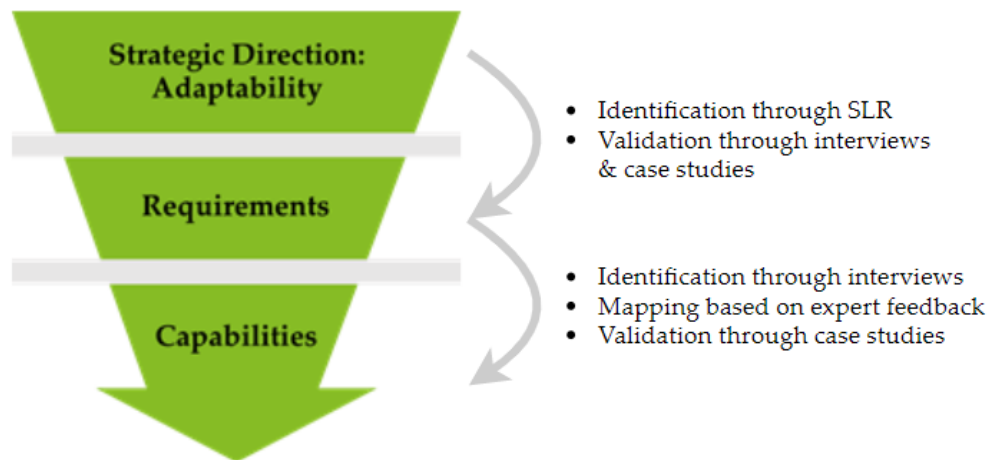 Strategic Direction:
Adaptability
• Identification through SLR
• Validation through interviews
& case studies
Requirements
• Identification through interviews
• Mapping based on expert feedback
• Validation through case studies
Capabilities